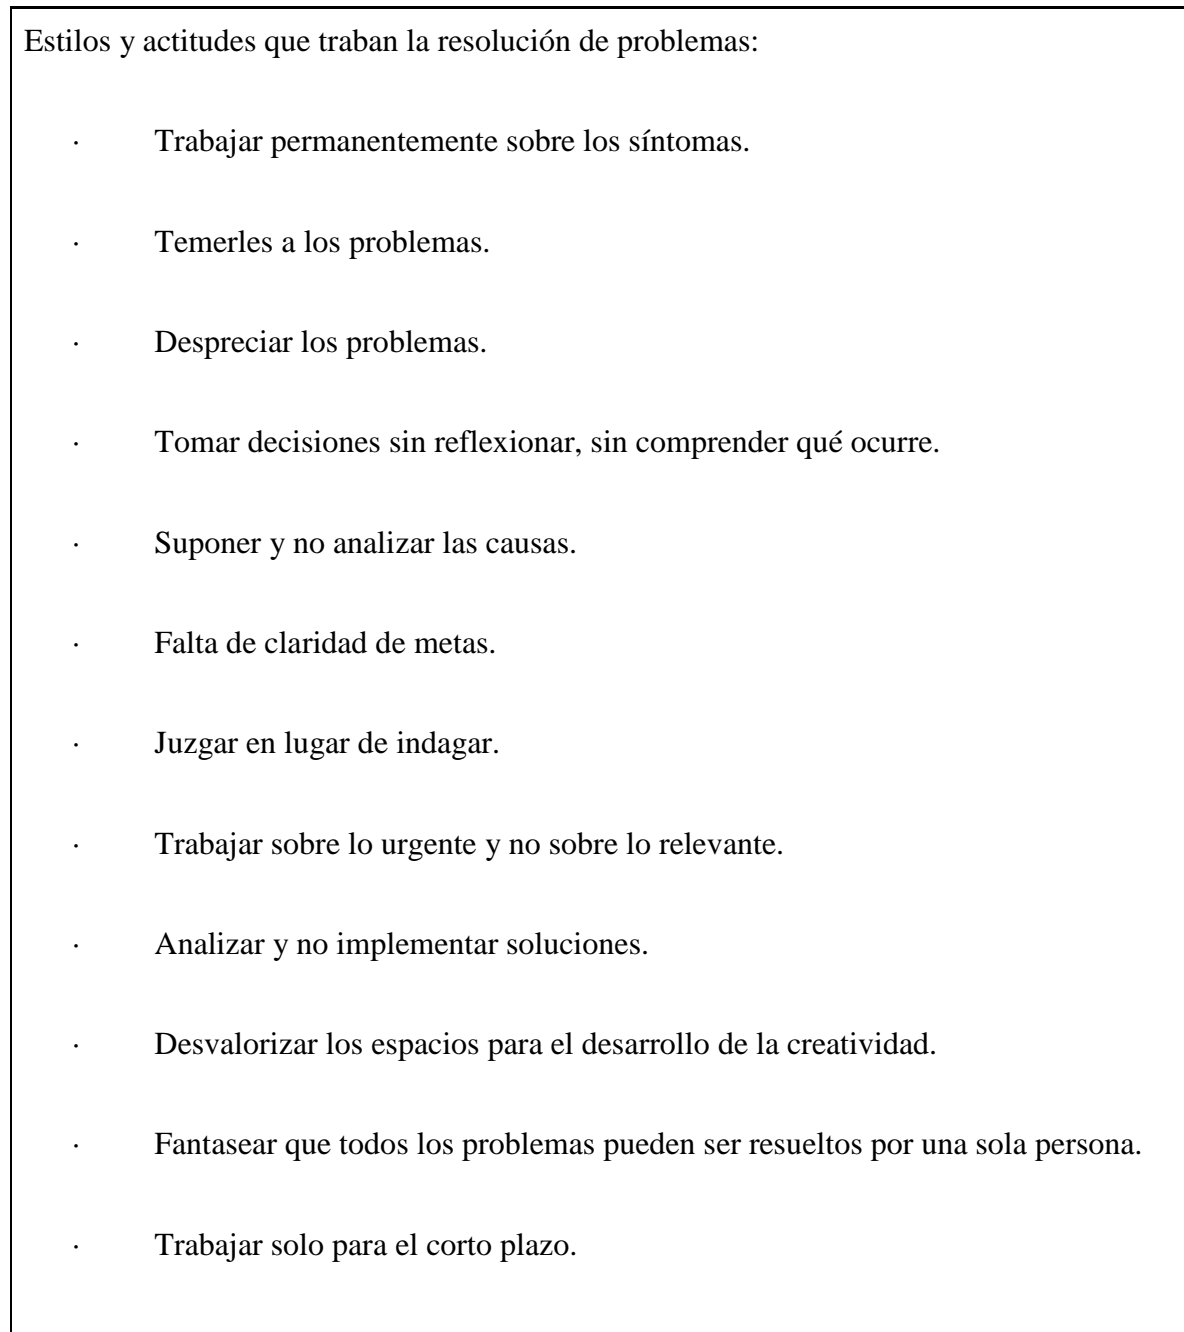 Estilos y actitudes que traban la resolución de problemas:
· Trabajar permanentemente sobre los síntomas.
· Temerles a los problemas.
· Despreciar los problemas.
· Tomar decisiones sin reflexionar, sin comprender qué ocurre.
· Suponer y no analizar las causas.
· Falta de claridad de metas.
· Juzgar en lugar de indagar.
· Trabajar sobre lo urgente y no sobre lo relevante.
· Analizar y no implementar soluciones.
· Desvalorizar los espacios para el desarrollo de la creatividad.
· Fantasear que todos los problemas pueden ser resueltos por una sola persona.
· Trabajar solo para el corto plazo.